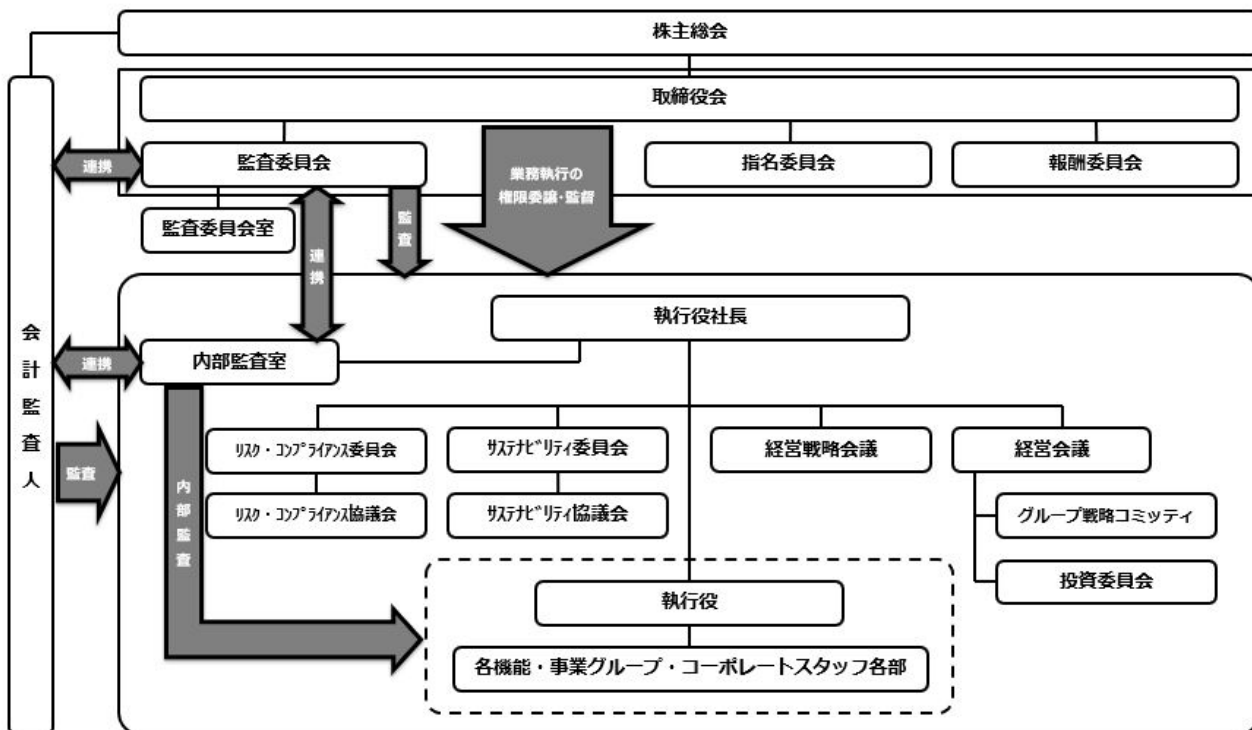 株主総会
取締役会
監査委員会
指名委員会
報酬委員会
連携
業務執行の
権限委譲・監督
監査委員会室
監査
連携
執行役社長
会計監査人
連携
内部監査室
リスク・コンプライアンス委員会
サステナビリティ委員会
経営戦略会議
経営会議
監査
内部監査
リスク・コンプライアンス協議会
サステナビリティ協議会
グループ戦略コミッティ
投資委員会
執行役
各機能・事業グループ・コーポレートスタッフ各部